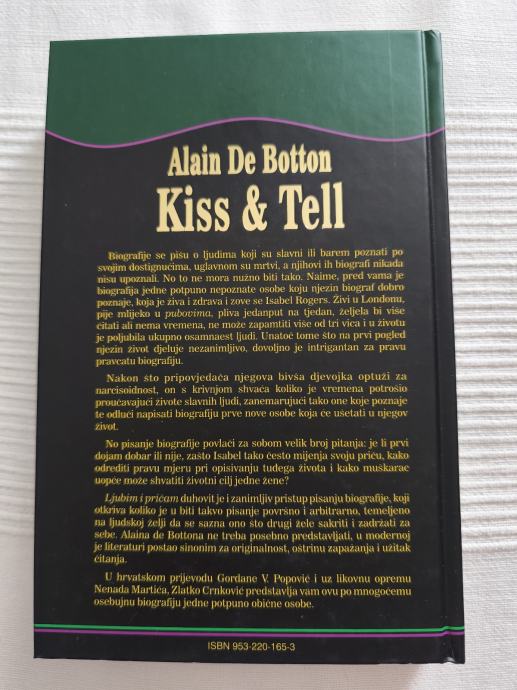 Alain De Botton
Kiss & Tell
Biografije se pišu o ljudima koji su slavni ili barem poznati po
svojim dostignućima, uglavnom su mrtvi, a njihovi ih biografi nikada
nisu upoznali. No to ne mora nužno biti tako. Naime, pred vama je
biografija jedne potpuno nepoznate osobe koju njezin biograf dobro
poznaje, koja je živa i zdrava i zove se Isabel Rogers. Živi u Londonu,
pije mlijeko u pubovima, pliva jedanput na tjedan, željela bi više
čitati ali nema vremena, ne može zapamtiti više od tri vica i u životu
je poljubila ukupno osamnaest ljudi. Unatoč tome što na prvi pogled
njezin život djeluje nezanimljivo, dovoljno je intrigantan za pravu
pravcatu biografiju.
Nakon što pripovjedača njegova bivša djevojka optuži za
narcisoidnost, on s krivnjom shvaća koliko je vremena potrošio
proučavajući živote slavnih ljudi, zanemarujući tako one koje poznaje
te odluči napisati biografiju prve nove osobe koja će ušetati u njegov
život.
No pisanje biografije povlači za sobom velik broj pitanja: je li prvi
dojam dobar ili nije, zašto Isabel tako često mijenja svoju priču, kako
odrediti pravu mjeru pri opisivanju tuđega života i kako muškarac
uopće može shvatiti životni cilj jedne žene?
Ljubim i pričam duhovit je i zanimljiv pristup pisanju biografije, koji
otkriva koliko je u biti takvo pisanje površno i arbitrarno, temeljeno
na ljudskoj želji da se sazna ono što drugi žele sakriti i zadržati za
sebe. Alaina de Bottona ne treba posebno predstavljati, u modernoj
je literaturi postao sinonim za originalnost, oštrinu zapažanja i užitak
čitanja.
U hrvatskom prijevodu Gordane V. Popović i uz likovnu opremu
Nenada Martića, Zlatko Crnković predstavlja vam ovu po mnogočemu
osebujnu biografiju jedne potpuno obične osobe.
ISBN 953-220-165-3